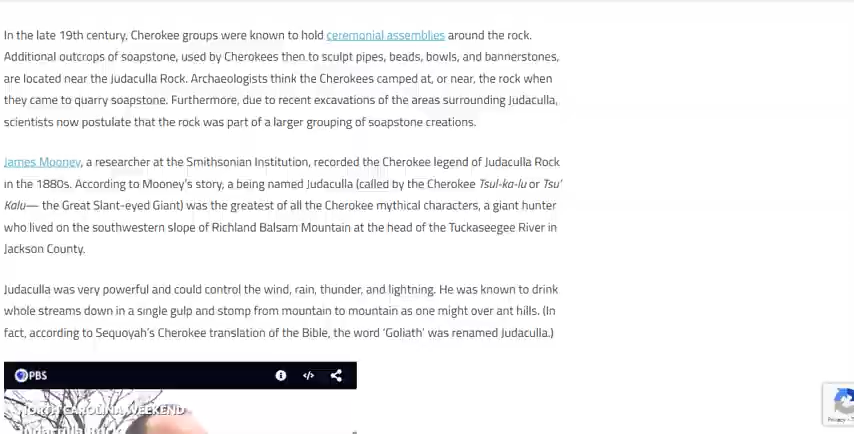 In the late 19th century, Cherokee groups were known to hold ceremonial assemblies around the rock.
Additional outcrops of soapstone, used by Cherokees then to sculpt pipes, beads, bowls, and bannerstones,
are located near the Judaculla Rock. Archaeologists think the Cherokees camped at, or near, the rock when
they came to quarry soapstone. Furthermore, due to recent excavations of the areas surrounding Judaculla,
scientists now postulate that the rock was part of a larger grouping of soapstone creations.
James Mooney, a researcher at the Smithsonian Institution, recorded the Cherokee legend of Judaculla Rock
in the 1880s. According to Mooney's story, a being named Judaculla (called by the Cherokee Tsul-ka-lu or Tsu'
Kalu— the Great Slant-eyed Giant) was the greatest of all the Cherokee mythical characters, a giant hunter
who lived on the southwestern slope of Richland Balsam Mountain at the head of the Tuckaseegee River in
Jackson County.
Judaculla was very powerful and could control the wind, rain, thunder, and lightning. He was known to drink
whole streams down in a single gulp and stomp from mountain to mountain as one might over ant hills. (In
fact, according to Sequoyah's Cherokee translation of the Bible, the word 'Goliath' was renamed Judaculla.)
PBS
NORTH CAROLINA WEEKEND
Judaculla Rock